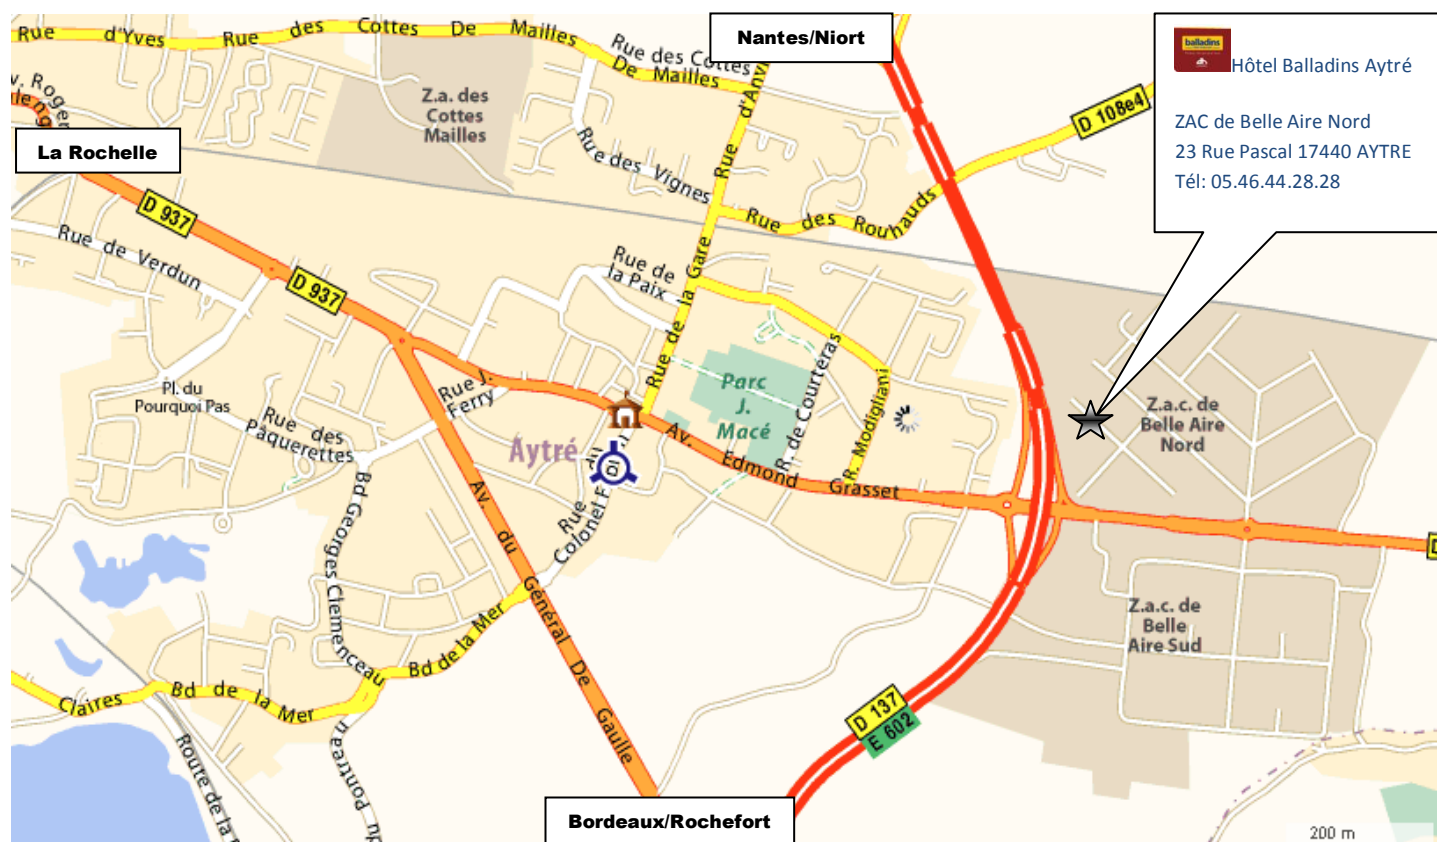 Rue d'Yves
Rue des Cottes De Mailles
Rue des Cottes
De Mailles
Nantes/Niort
balladins
Hôtel Balladins Aytré
ZAC de Belle Aire Nord
23 Rue Pascal 17440 AYTRE
Tél: 05.46.44.28.28
D 108e4
Z.a. des
Cottes
Mailles
La Rochelle
Rue des Vignes
Rue des Rouhauds
D 937
Rue de Verdun
D 937
Rue de
la Paix
Rue de la Gare
Rue J.
Ferry
Pl. du
Pourquoi Pas
Rue des
Pâquerettes
Parc
J.
Macé
R. de Courteras
R. Modigliani
Z.a.c. de
Belle Aire
Nord
Aytré
Av. Edmond Grasset
Bd Georges Clemenceau
Av. du Général De Gaulle
Rue
Colonel
Bd de la Mer
Z.a.c. de
Belle
Aire Sud
Claires
Bd de la Mer
D 137
E 602
Route de la
du Pontreau
Bordeaux/Rochefort
200 m